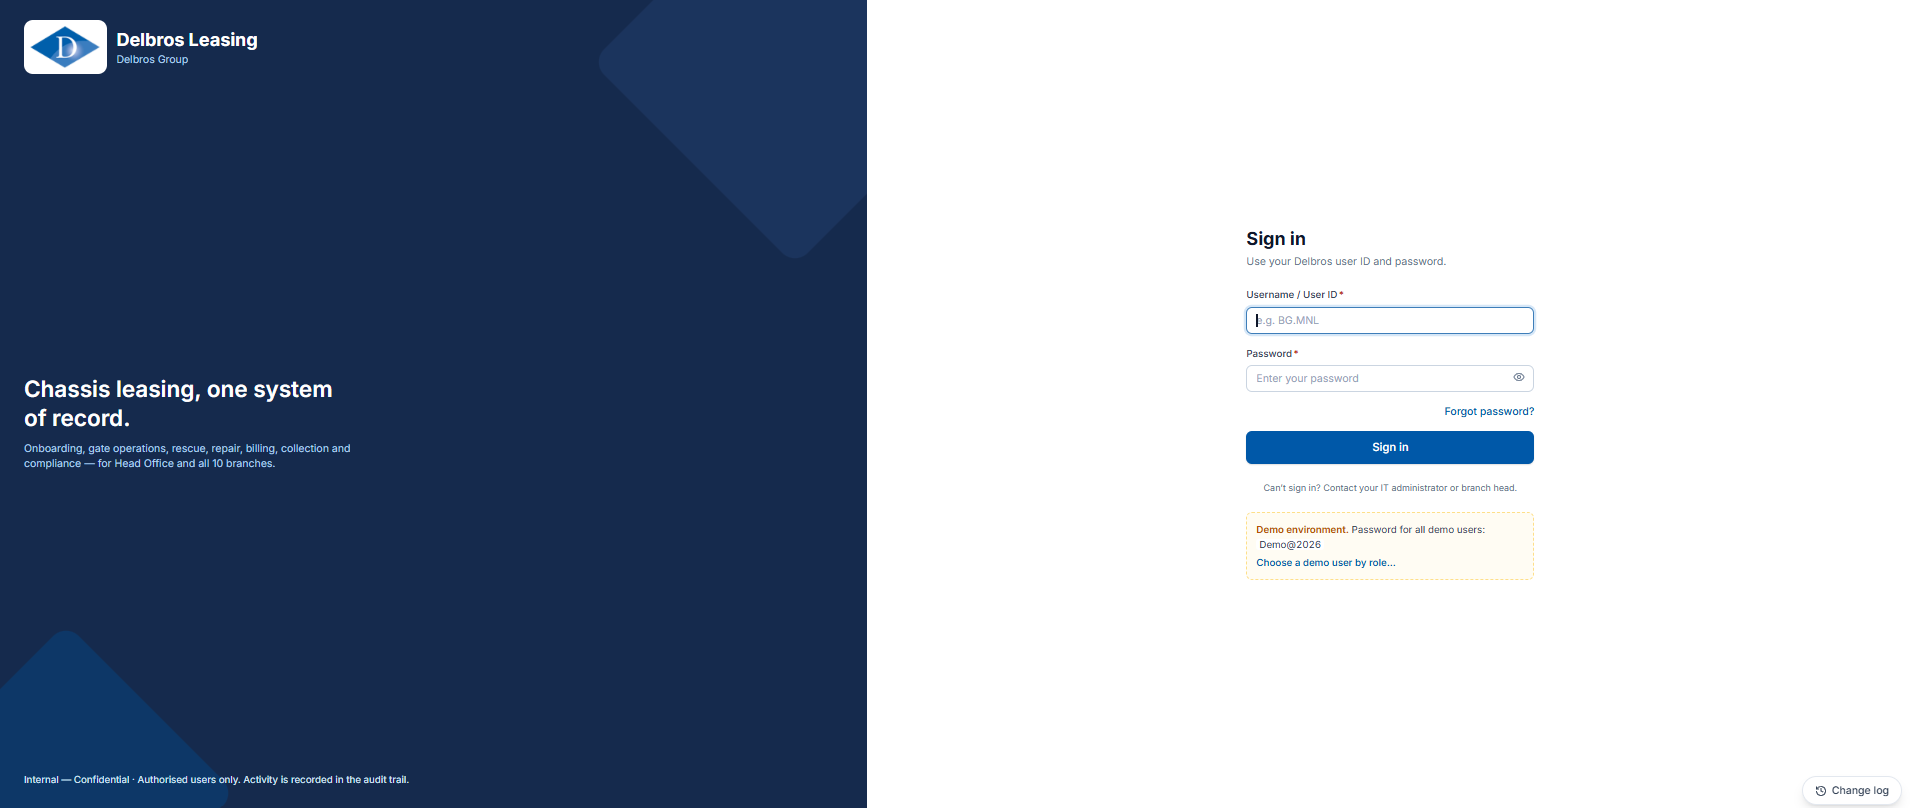 D
Delbros Leasing
Delbros Group
Chassis leasing, one system
of record.
Onboarding, gate operations, rescue, repair, billing, collection and
compliance — for Head Office and all 10 branches.
Internal — Confidential · Authorised users only. Activity is recorded in the audit trail.
Sign in
Use your Delbros user ID and password.
Username / User ID *
e.g. BG.MNL
Password *
Enter your password
Forgot password?
Sign in
Can't sign in? Contact your IT administrator or branch head.
Demo environment. Password for all demo users:
Demo@2026
Choose a demo user by role...
Change log